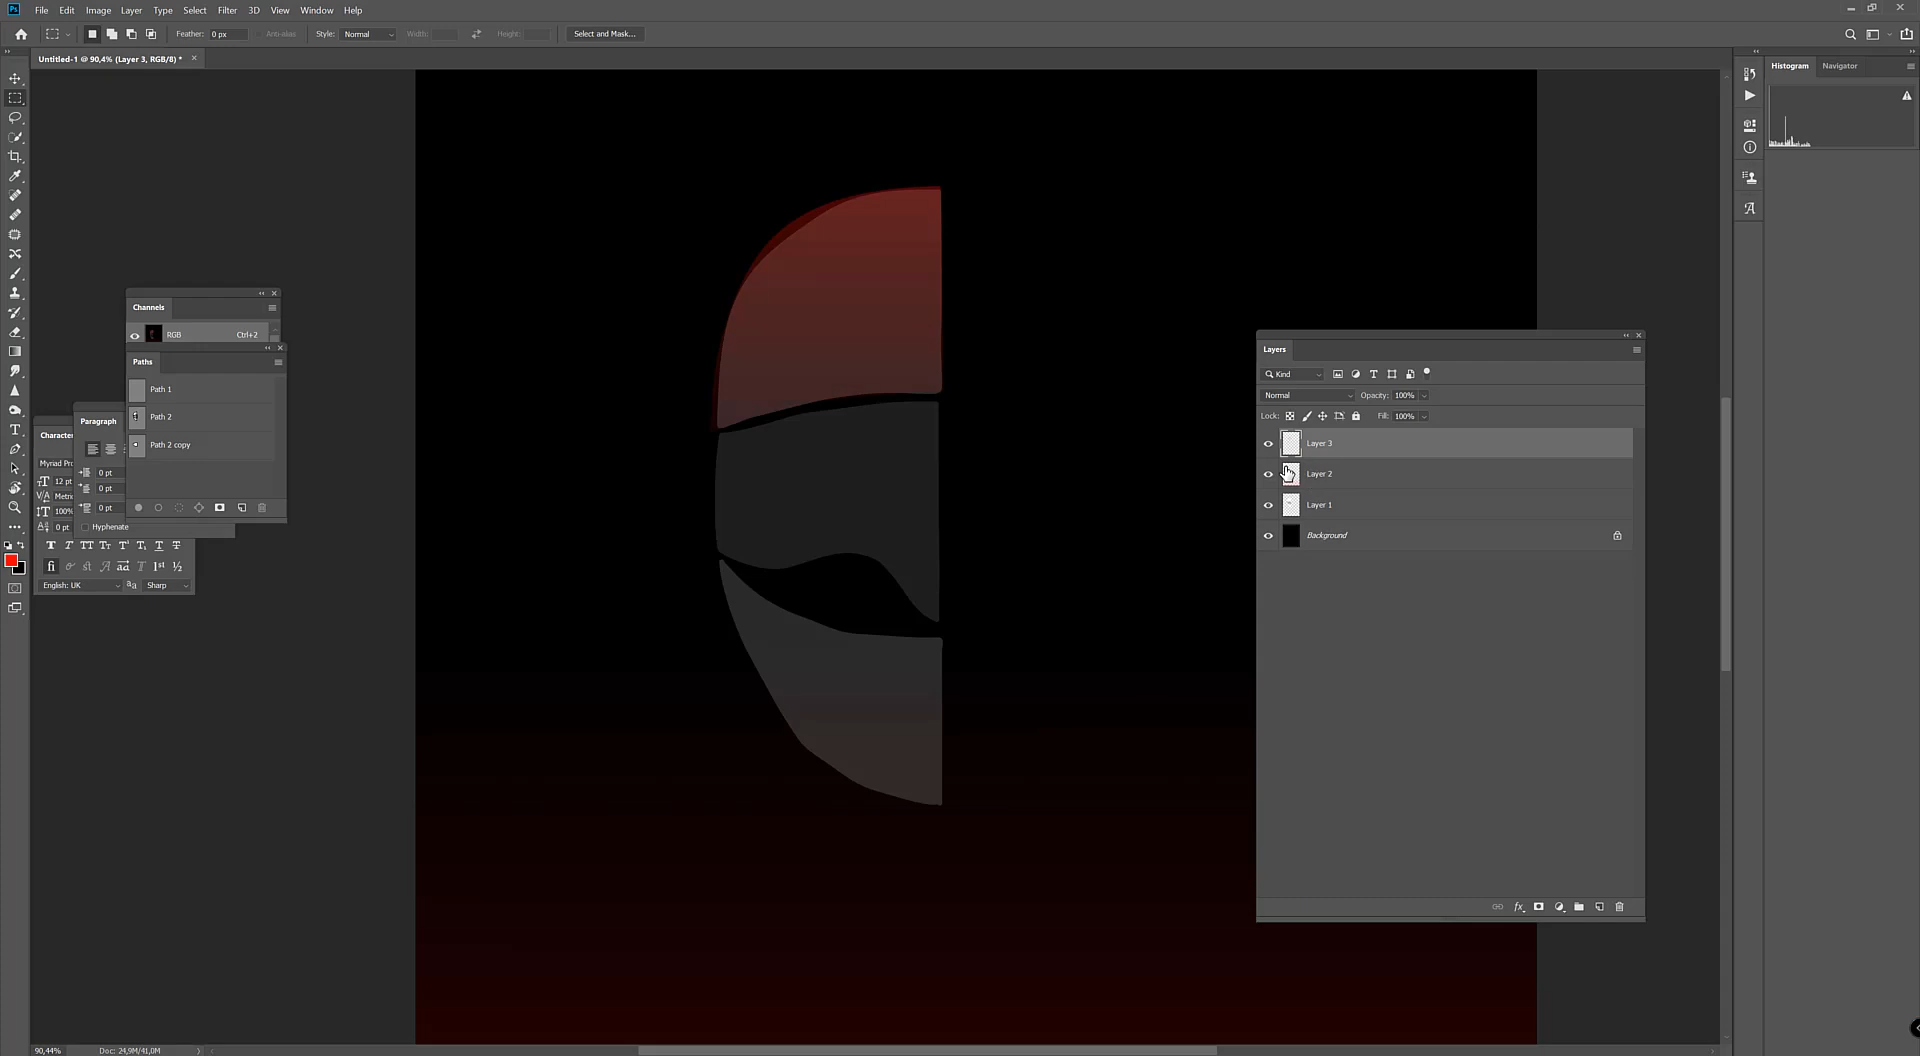 Ps File Edit Image Layer Type Select Filter 3D View Window Help
Feather: 0 px Anti-alias Style: Normal Width: Height: Select and Mask...
Untitled-1 @ 90,4% (Layer 3, RGB/8) *
Histogram Navigator
Channels
RGB Ctrl+2
Paths
Path 1
Path 2
Path 2 copy
Paragraph
0 pt
0 pt
0 pt
Hyphenate
Character
Myriad Pro
12 pt
Metri
100%
0 pt
English: UK Sharp
Layers
Kind
Normal Opacity: 100%
Lock: Fill: 100%
Layer 3
Layer 2
Layer 1
Background
90,44% Doc: 24,9M/41,0M